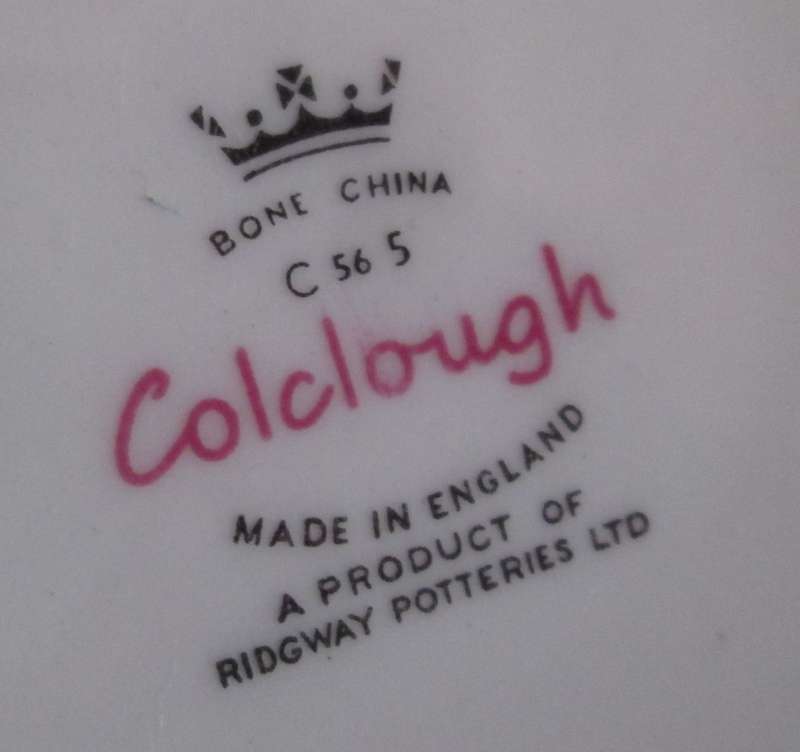 BONE CHINA
C 56 5
Colclough
MADE IN ENGLAND
A PRODUCT OF
RIDGWAY POTTERIES LTD